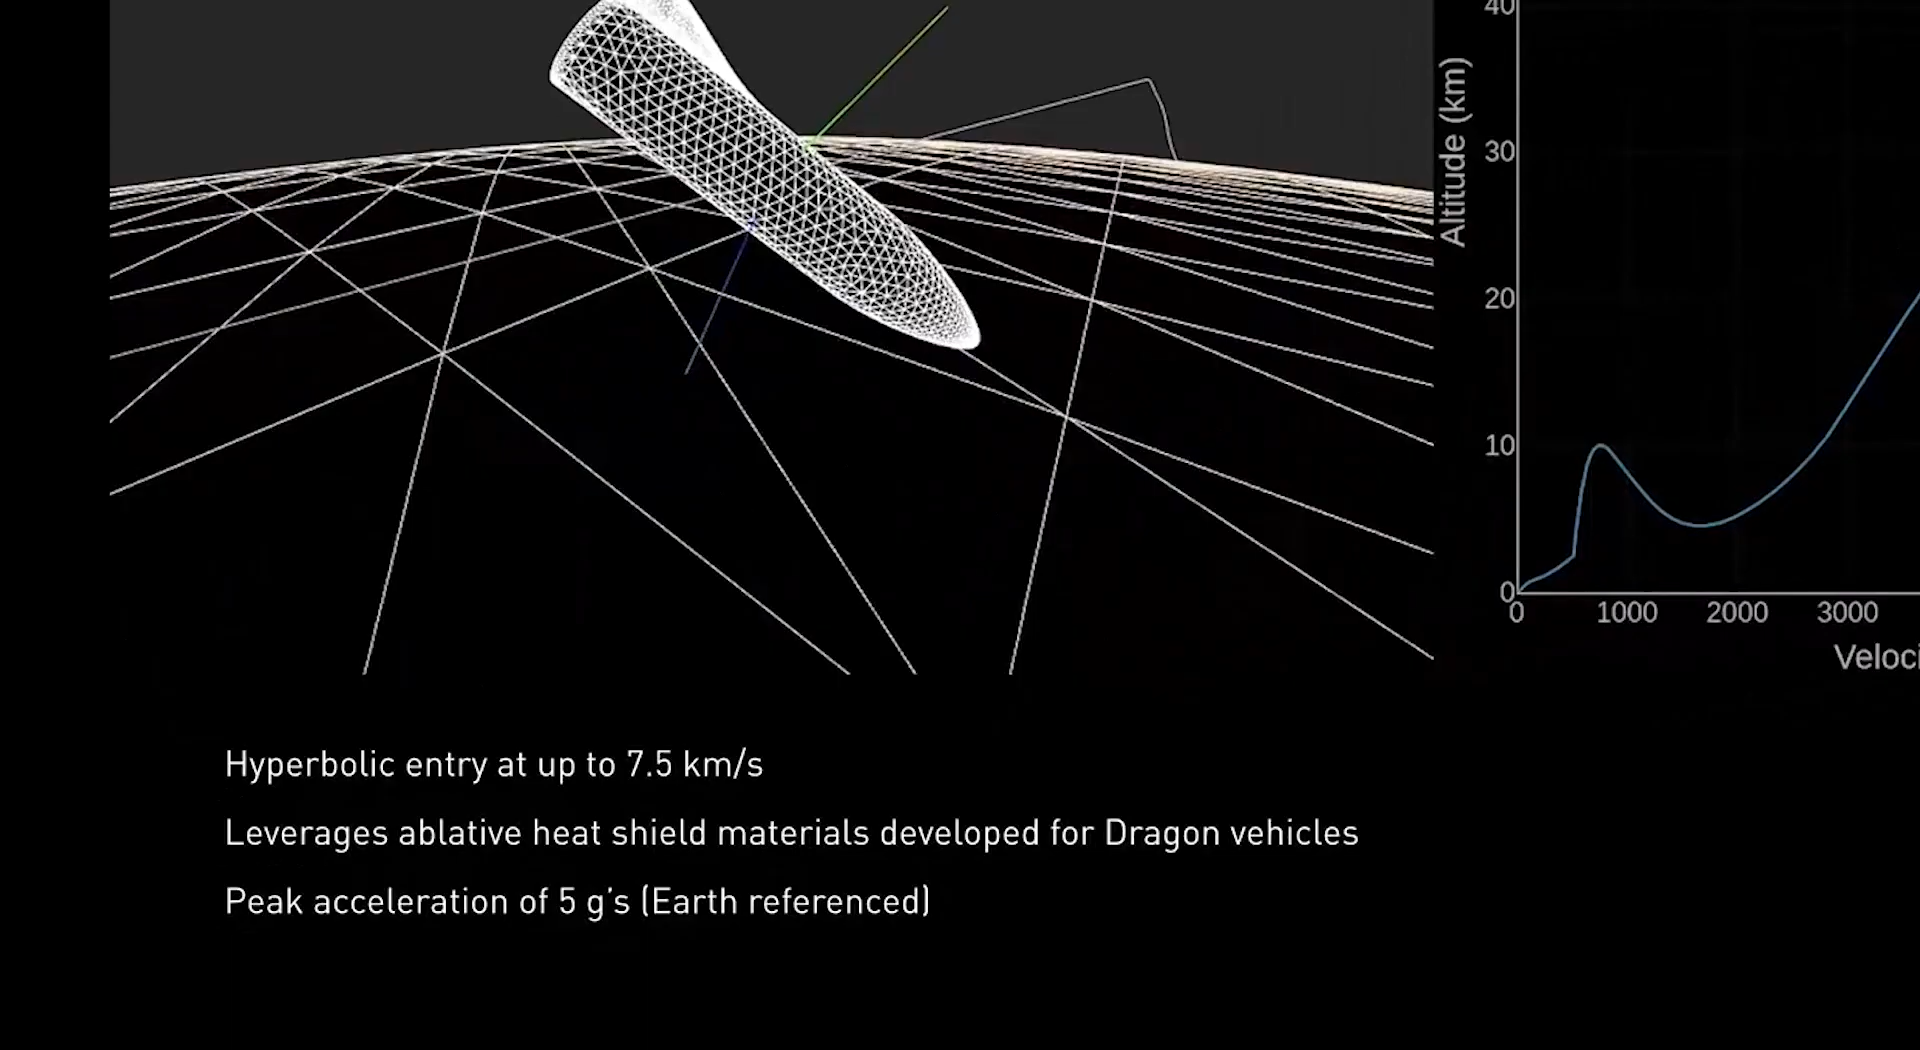 40
Altitude (km)
30
20
10
0
0 1000 2000 3000
Veloci
Hyperbolic entry at up to 7.5 km/s
Leverages ablative heat shield materials developed for Dragon vehicles
Peak acceleration of 5 g's (Earth referenced)